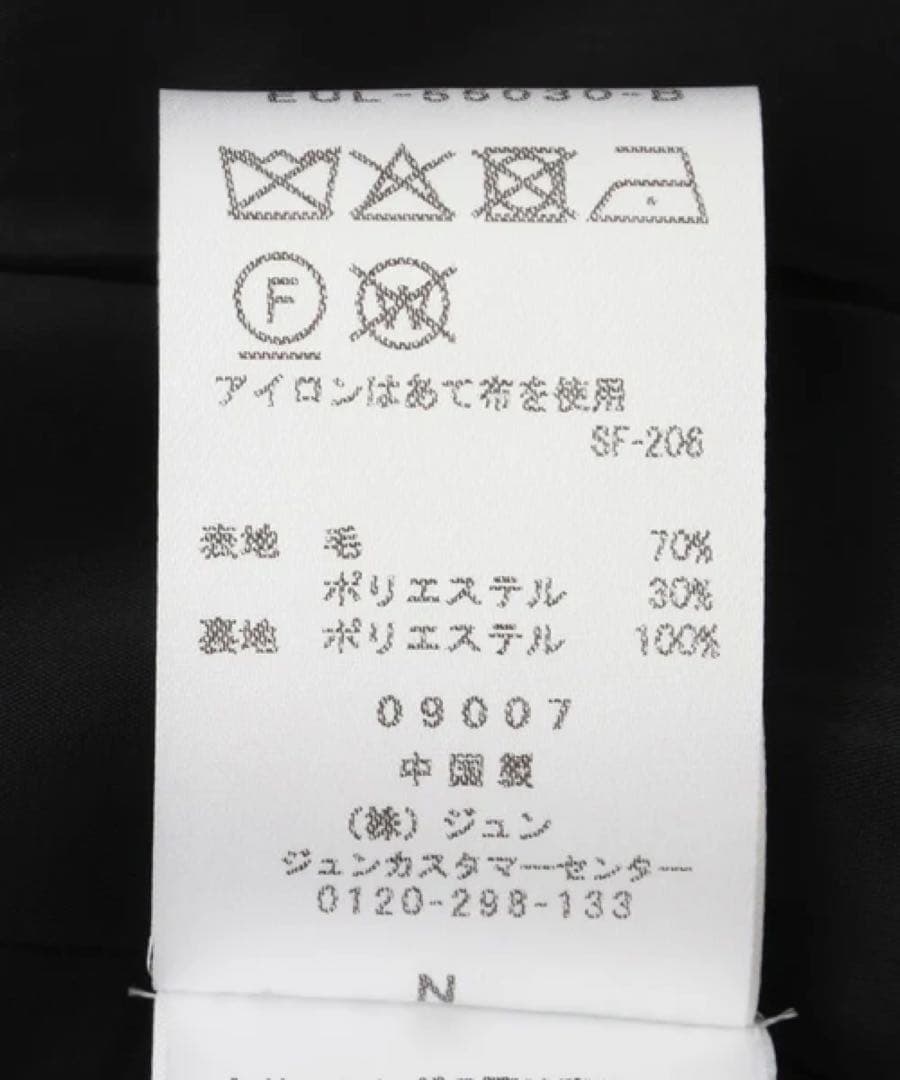 EUL-55030-B
F
W
アイロンはあて布を使用
SF-206
表地 毛 70%
ポリエステル 30%
裏地 ポリエステル 100%
09007
中国製
(株) ジュン
ジュンカスタマーセンター
0120-298-133
N